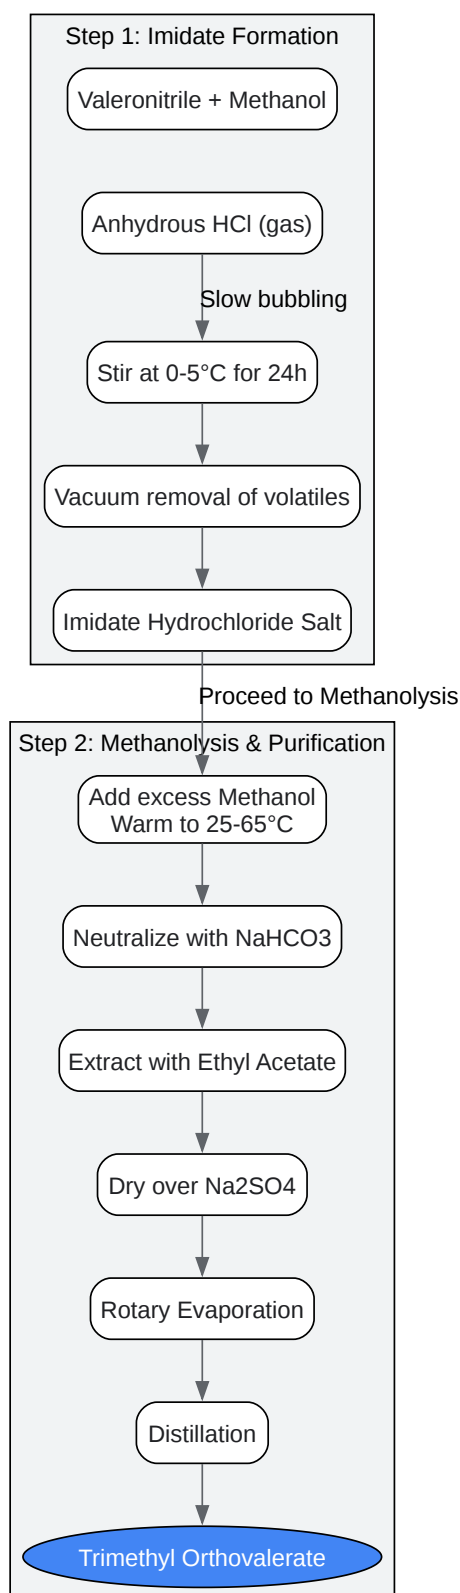 Step 1: Imidate Formation
Valeronitrile + Methanol
Anhydrous HCl (gas)
Slow bubbling
Stir at 0-5°C for 24h
Vacuum removal of volatiles
Imidate Hydrochloride Salt
Proceed to Methanolysis
Step 2: Methanolysis & Purification
Add excess Methanol
Warm to 25-65°C
Neutralize with NaHCO3
Extract with Ethyl Acetate
Dry over Na2SO4
Rotary Evaporation
Distillation
Trimethyl Orthovalerate